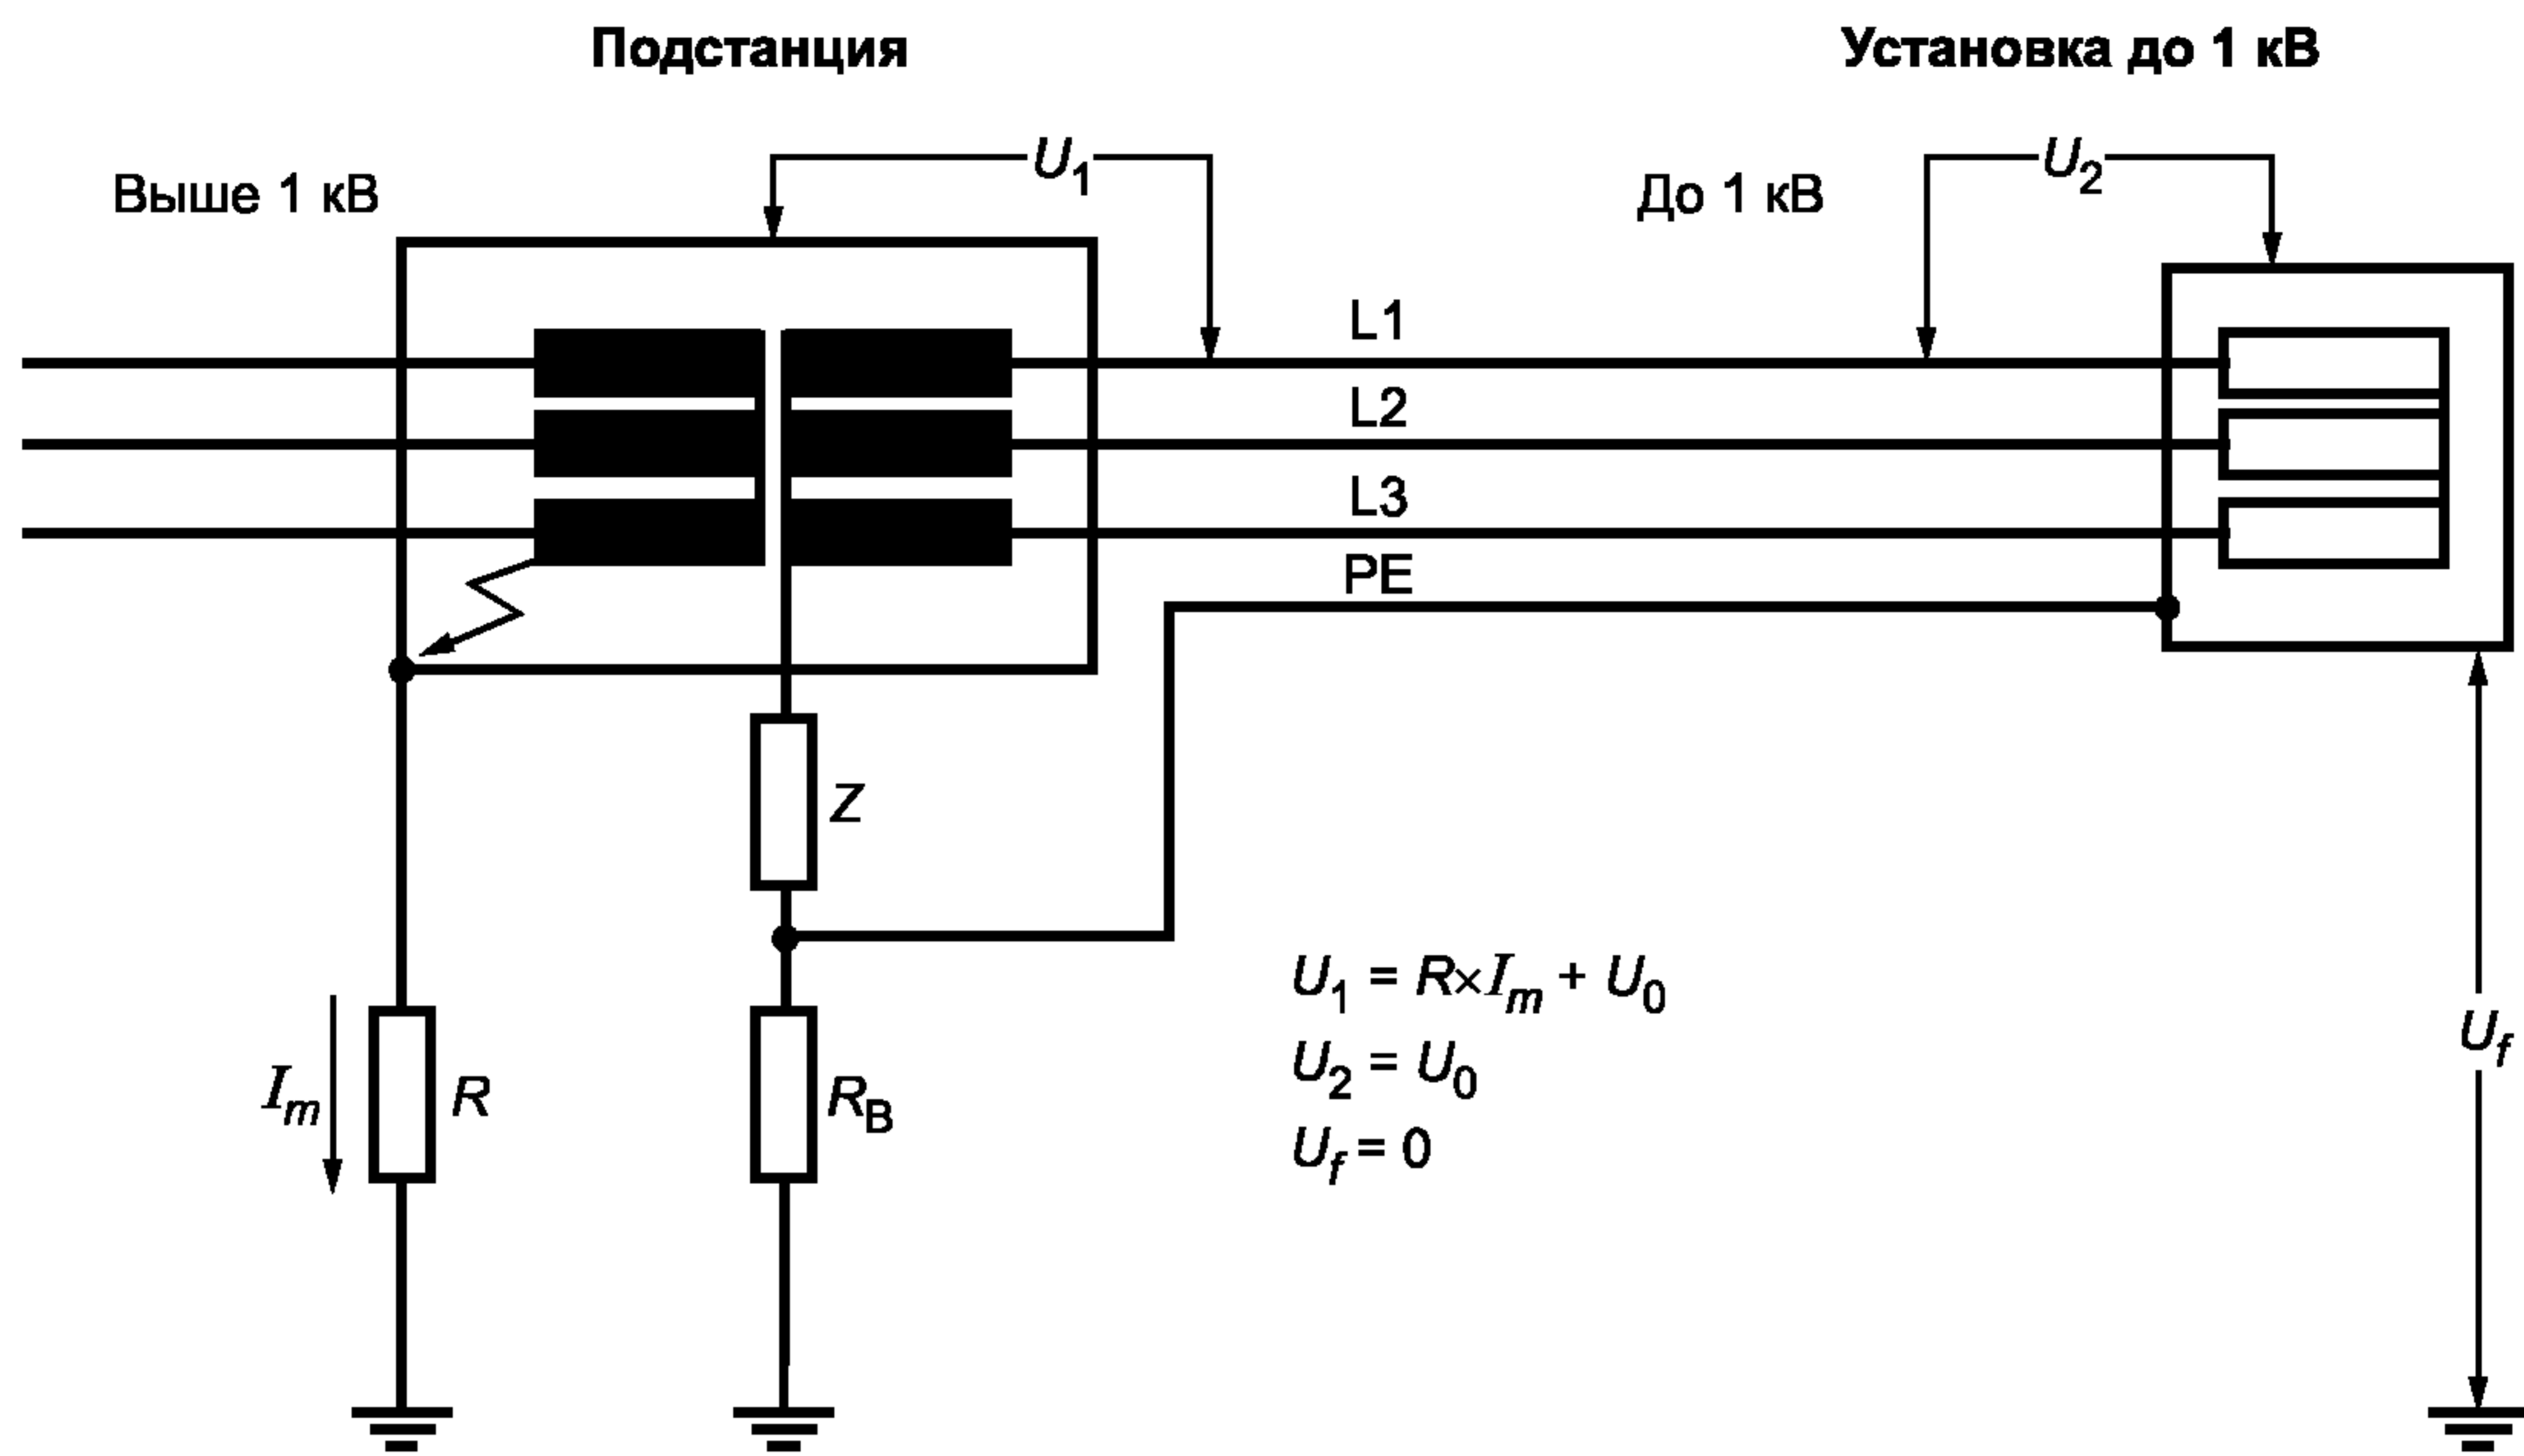 Подстанция
Установка до 1 кВ
Выше 1 кВ
U1
До 1 кВ
U2
L1
L2
L3
PE
Z
U1 = R×Im + U0
U2 = U0
Uf = 0
Im
R
RB
Uf